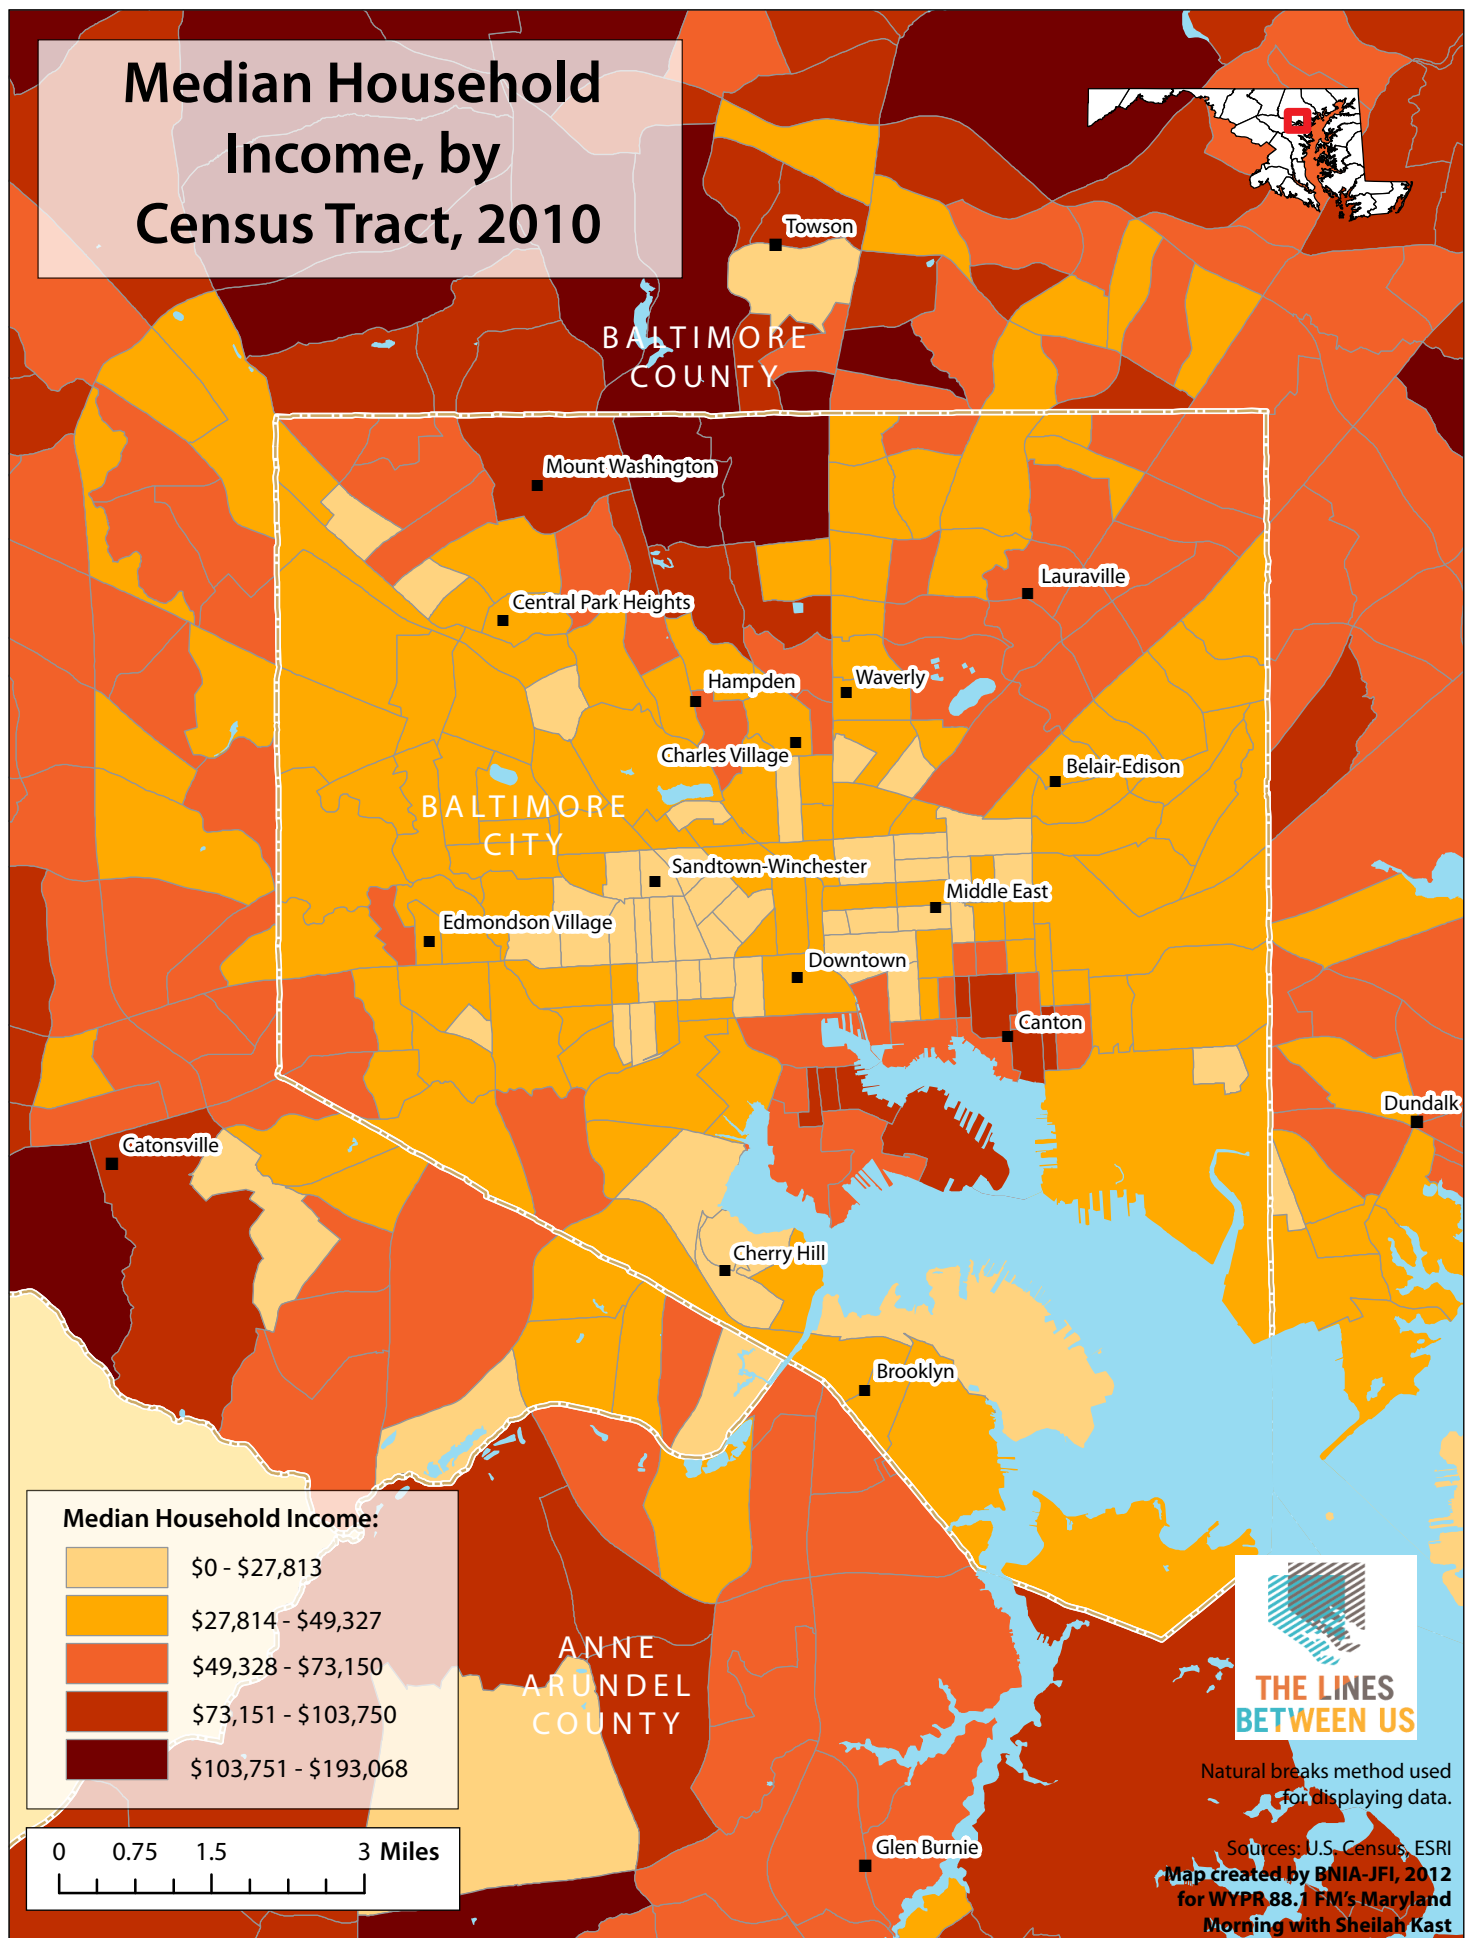 Median Household
Income, by
Census Tract, 2010
Towson
BALTIMORE
COUNTY
Mount Washington
Lauraville
Central Park Heights
Hampden
Waverly
Charles Village
Belair-Edison
BALTIMORE
CITY
Sandtown-Winchester
Middle East
Edmondson Village
Downtown
Canton
Dundalk
Catonsville
Cherry Hill
Brooklyn
Median Household Income:
$0 - $27,813
$27,814 - $49,327
$49,328 - $73,150
$73,151 - $103,750
$103,751 - $193,068
ANNE
ARUNDEL
COUNTY
THE LINES
BETWEEN US
Natural breaks method used
for displaying data.
0 0.75 1.5 3 Miles
Glen Burnie
Sources: U.S. Census, ESRI
Map created by BNIA-JFI, 2012
for WYPR 88.1 FM's Maryland
Morning with Sheilah Kast